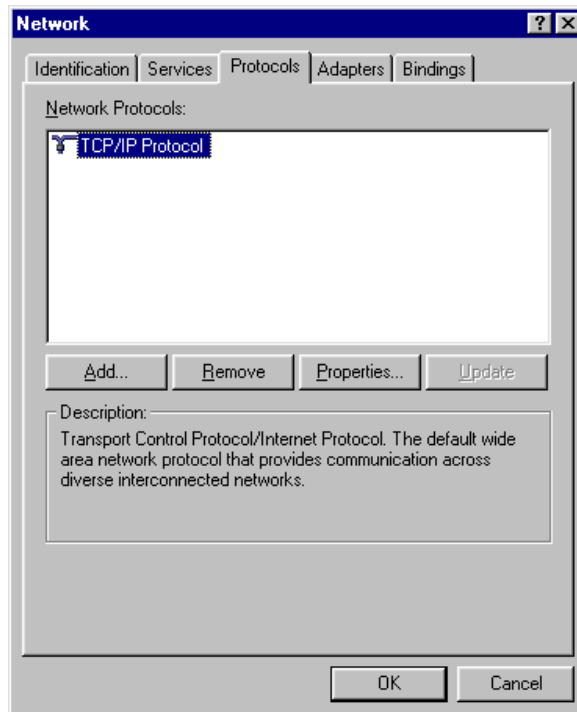 Network
Identification Services Protocols Adapters Bindings
Network Protocols:
TCP/IP Protocol
Add... Remove Properties... Update
Description:
Transport Control Protocol/Internet Protocol. The default wide
area network protocol that provides communication across
diverse interconnected networks.
OK Cancel